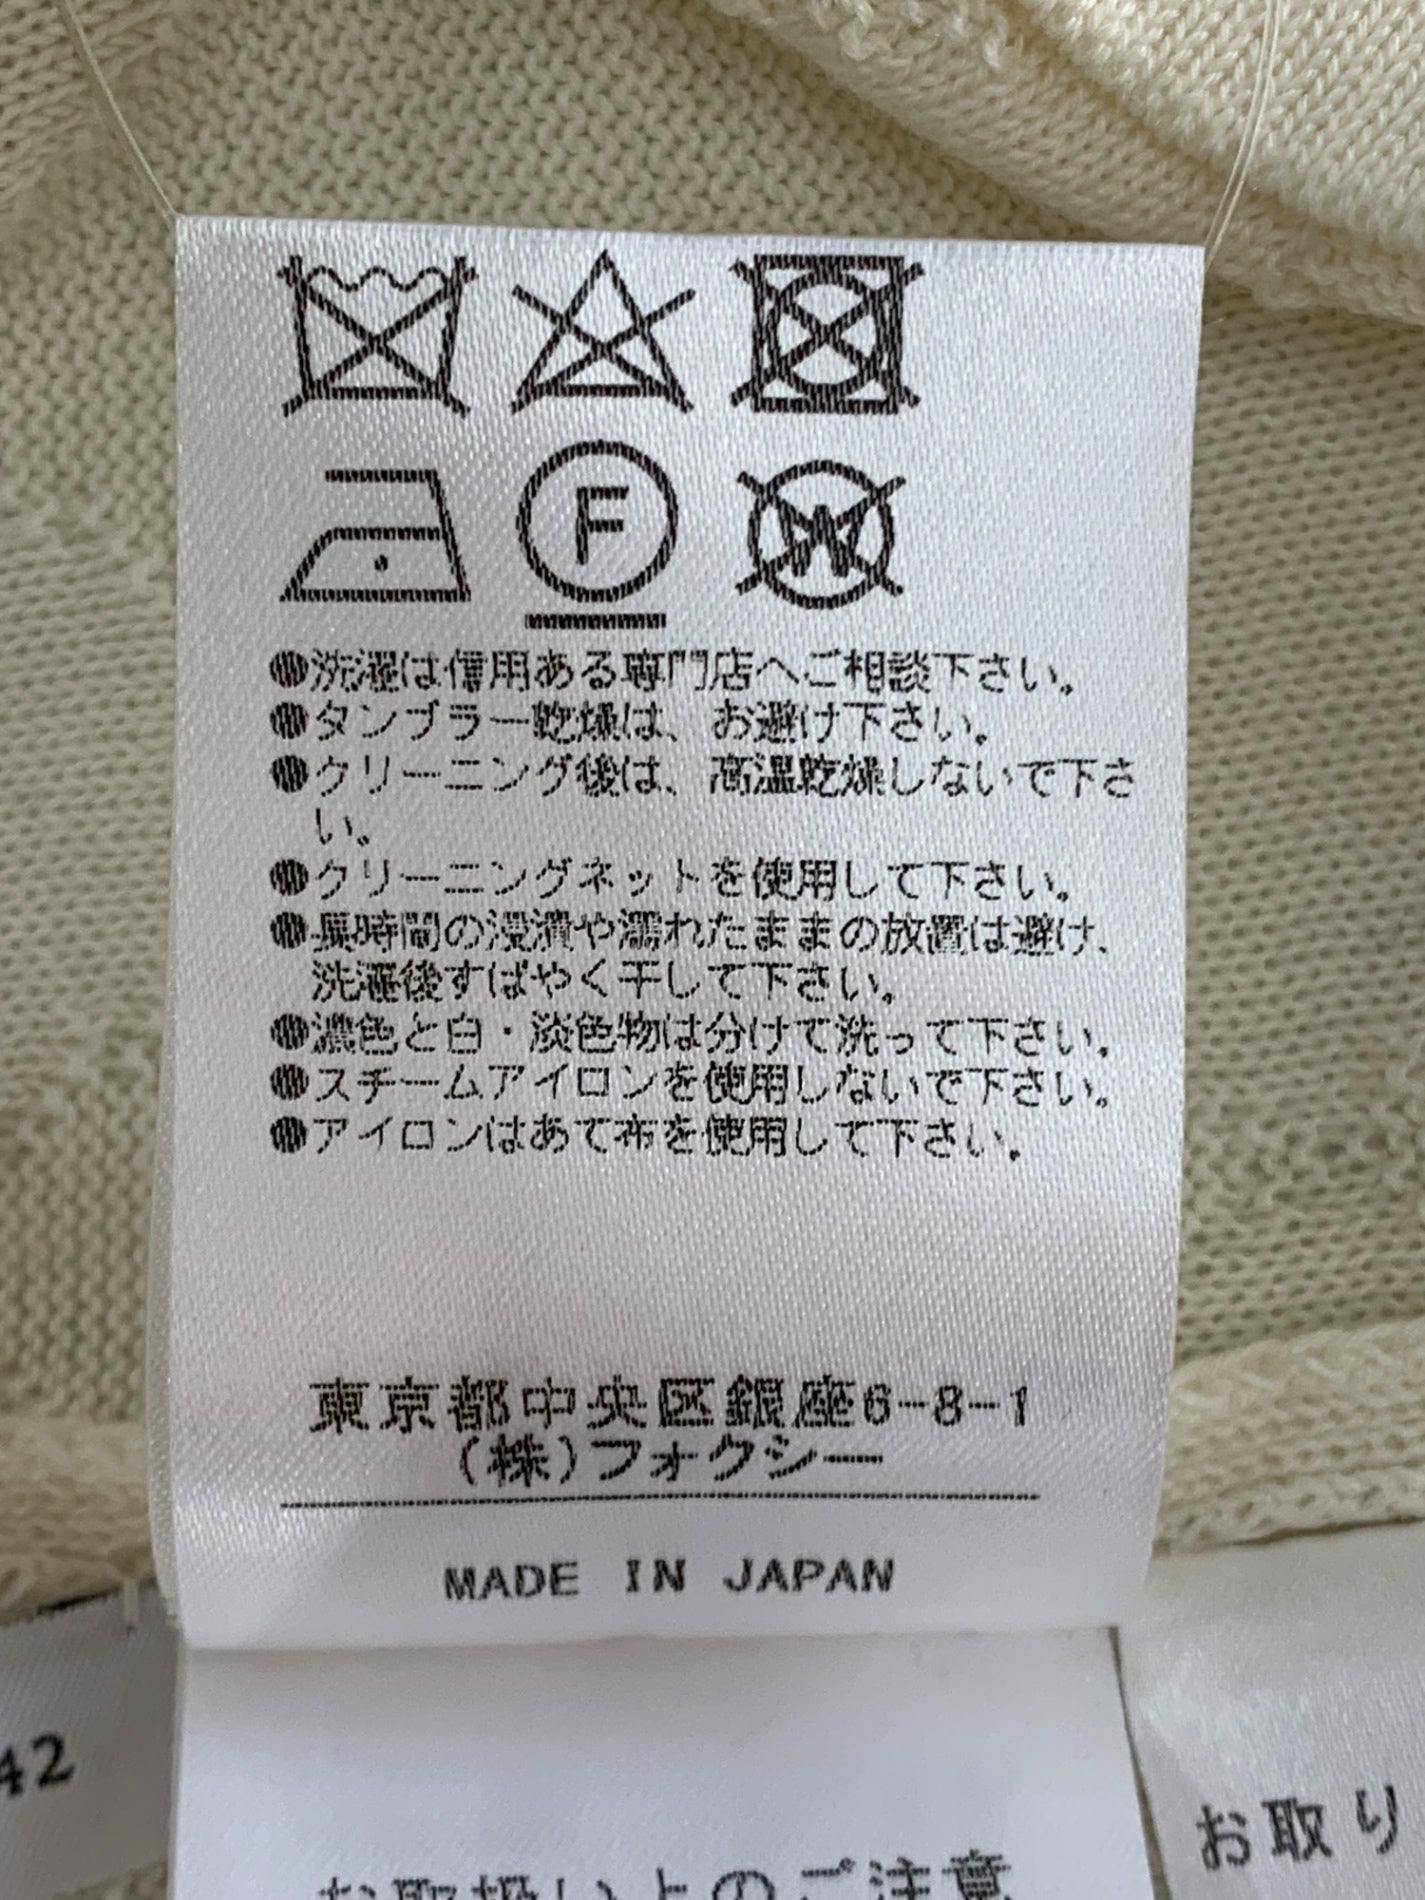 F
W
●洗濯は信用ある専門店へご相談下さい。
●タンブラー乾燥は、お避け下さい。
●クリーニング後は、高温乾燥しないで下さ
い。
●クリーニングネットを使用して下さい。
●長時間の浸漬や濡れたままの放置は避け、
洗濯後すばやく干して下さい。
●濃色と白・淡色物は分けて洗って下さい。
●スチームアイロンを使用しないで下さい。
●アイロンはあて布を使用して下さい。
東京都中央区銀座6-8-1
(株)フォクシー
MADE IN JAPAN
42
お取り
お取扱い上のご注意